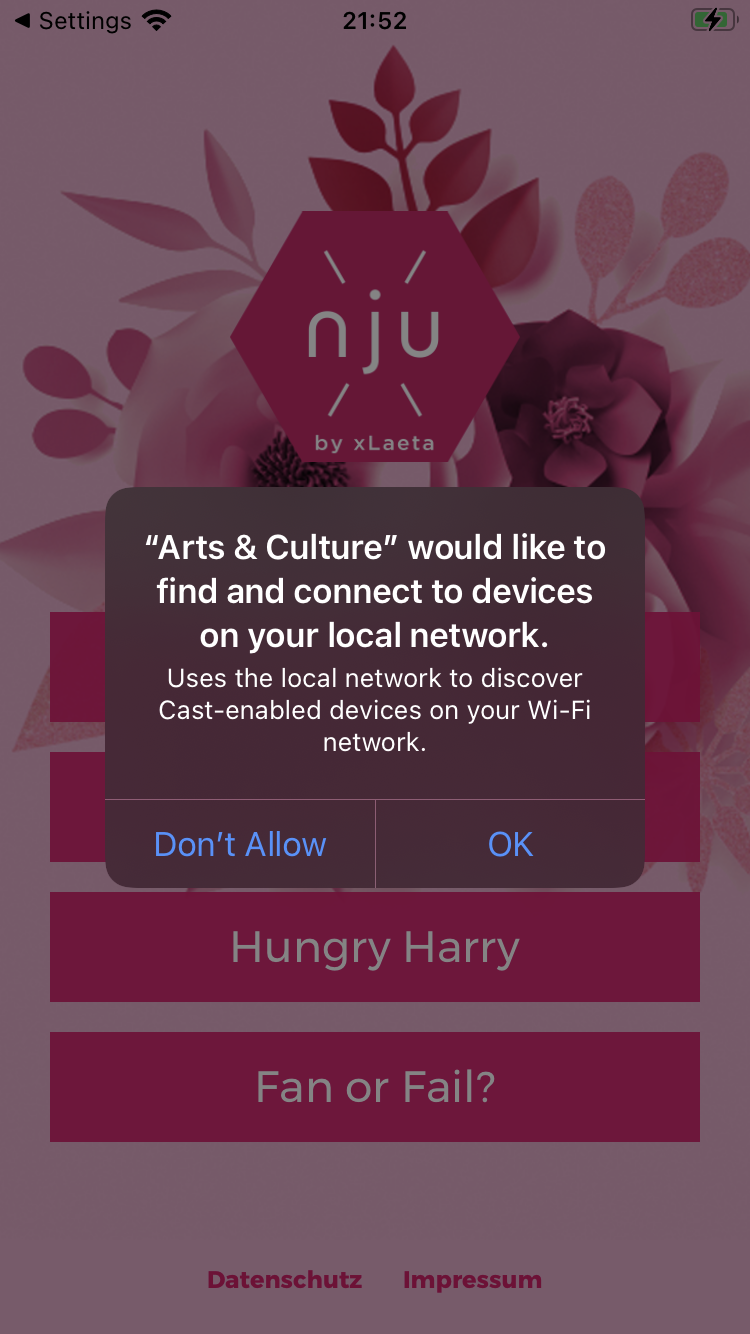 Settings
21:52
nju
by xLaeta
“Arts & Culture” would like to
find and connect to devices
on your local network.
Uses the local network to discover
Cast-enabled devices on your Wi-Fi
network.
Don’t Allow
OK
Hungry Harry
Fan or Fail?
Datenschutz
Impressum